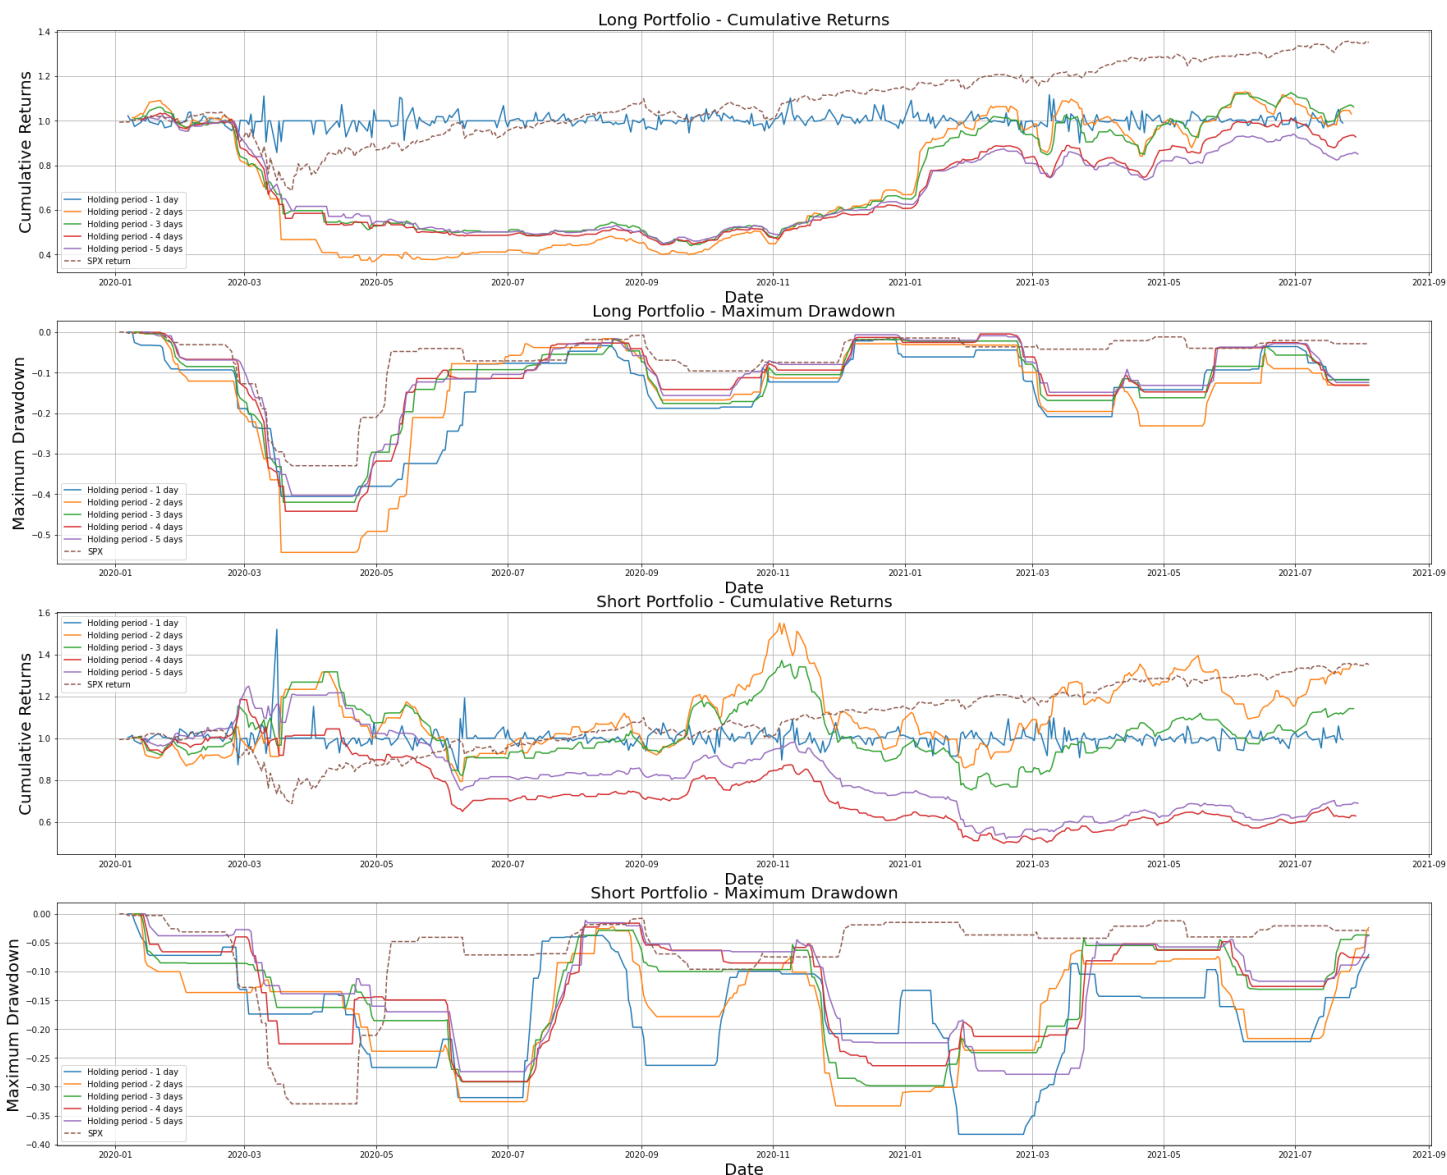 Long Portfolio - Cumulative Returns
Cumulative Returns
1.4
1.2
1.0
0.8
0.6
0.4
Holding period - 1 day
Holding period - 2 days
Holding period - 3 days
Holding period - 4 days
Holding period - 5 days
SPX return
2020-01 2020-03 2020-05 2020-07 2020-09 2020-11 2021-01 2021-03 2021-05 2021-07 2021-09
Date
Long Portfolio - Maximum Drawdown
Maximum Drawdown
0.0
−0.1
−0.2
−0.3
−0.4
−0.5
Holding period - 1 day
Holding period - 2 days
Holding period - 3 days
Holding period - 4 days
Holding period - 5 days
SPX
2020-01 2020-03 2020-05 2020-07 2020-09 2020-11 2021-01 2021-03 2021-05 2021-07 2021-09
Date
Short Portfolio - Cumulative Returns
Cumulative Returns
1.6
1.4
1.2
1.0
0.8
0.6
Holding period - 1 day
Holding period - 2 days
Holding period - 3 days
Holding period - 4 days
Holding period - 5 days
SPX return
2020-01 2020-03 2020-05 2020-07 2020-09 2020-11 2021-01 2021-03 2021-05 2021-07 2021-09
Date
Short Portfolio - Maximum Drawdown
Maximum Drawdown
0.00
−0.05
−0.10
−0.15
−0.20
−0.25
−0.30
−0.35
−0.40
Holding period - 1 day
Holding period - 2 days
Holding period - 3 days
Holding period - 4 days
Holding period - 5 days
SPX
2020-01 2020-03 2020-05 2020-07 2020-09 2020-11 2021-01 2021-03 2021-05 2021-07 2021-09
Date